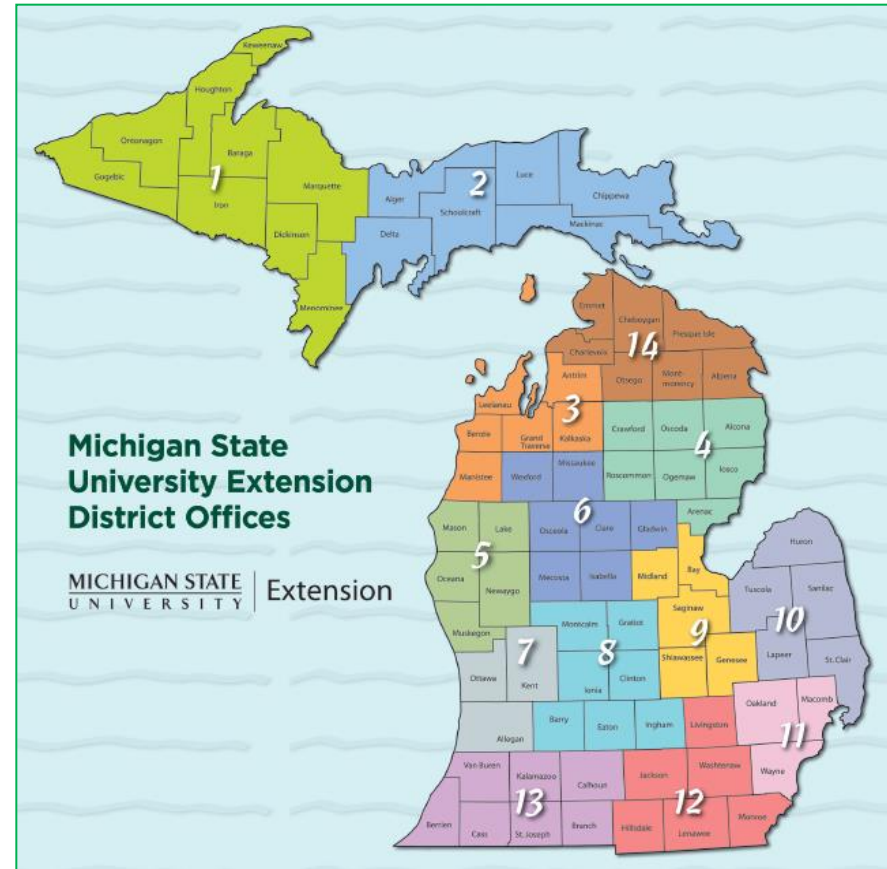 Keweenaw
Houghton
Ontonagon
Baraga
Gogebic
1
Marquette
Iron
Dickinson
Menominee
2
Luce
Alger
Chippewa
Schoolcraft
Mackinac
Delta
Emmet
Cheboygan
Presque Isle
Charlevoix
14
Otsego
Mont-
morency
Alpena
Antrim
3
Leelanau
Benzie
Grand
Traverse
Kalkaska
Manistee
Crawford
Oscoda
Alcona
4
Roscommon
Ogemaw
Iosco
Arenac
Michigan State
University Extension
District Offices
MICHIGAN STATE
UNIVERSITY
Extension
Wexford
Missaukee
6
Osceola
Clare
Gladwin
Mecosta
Isabella
Mason
Lake
5
Oceana
Newaygo
Muskegon
Midland
Bay
Saginaw
9
Shiawassee
Genesee
Huron
Tuscola
Sanilac
10
Lapeer
St. Clair
7
Ottawa
Kent
Allegan
Montcalm
Gratiot
8
Ionia
Clinton
Barry
Eaton
Ingham
Oakland
Macomb
11
Wayne
Livingston
Jackson
Washtenaw
12
Hillsdale
Lenawee
Monroe
Van Buren
Kalamazoo
Calhoun
13
Berrien
Cass
St. Joseph
Branch